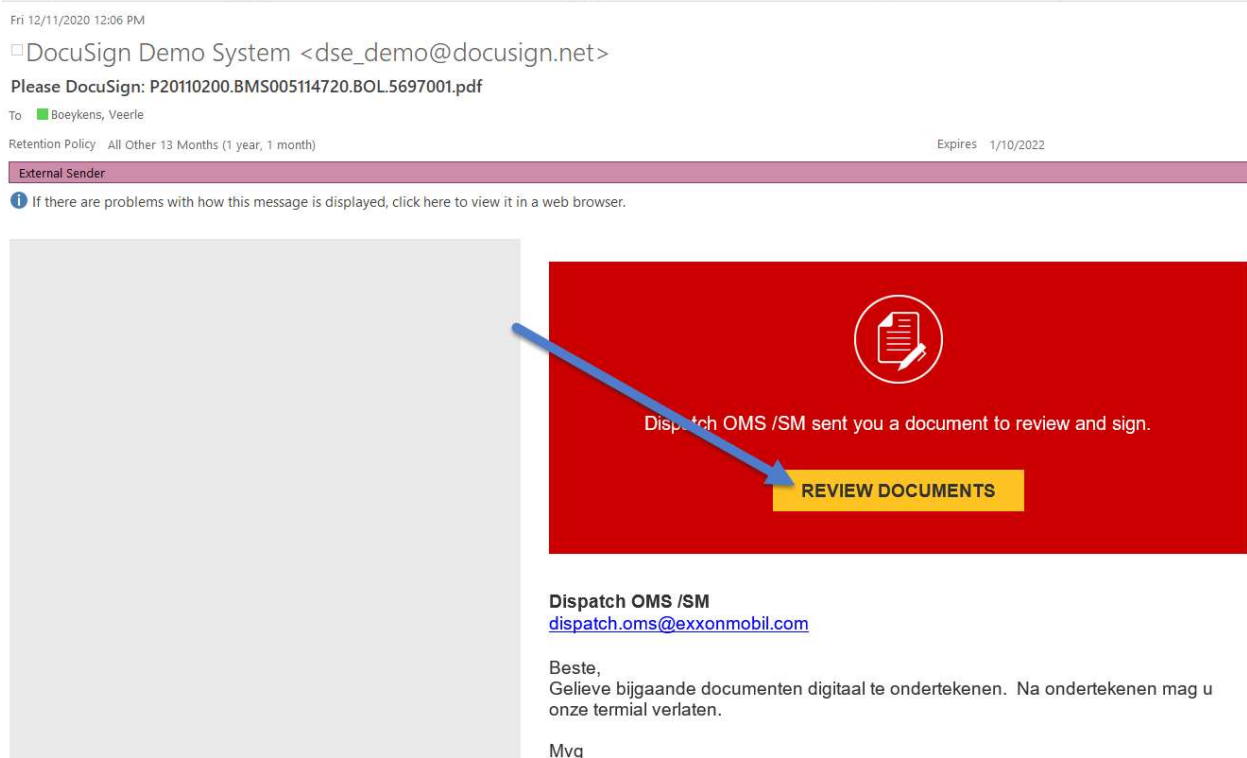 Fri 12/11/2020 12:06 PM
DocuSign Demo System <dse_demo@docusign.net>
Please DocuSign: P20110200.BMS005114720.BOL.5697001.pdf
To Boeykens, Veerle
Retention Policy All Other 13 Months (1 year, 1 month) Expires 1/10/2022
External Sender
If there are problems with how this message is displayed, click here to view it in a web browser.
Dispatch OMS /SM sent you a document to review and sign.
REVIEW DOCUMENTS
Dispatch OMS /SM
dispatch.oms@exxonmobil.com
Beste,
Gelieve bijgaande documenten digitaal te ondertekenen. Na ondertekenen mag u
onze termial verlaten.
Mvg